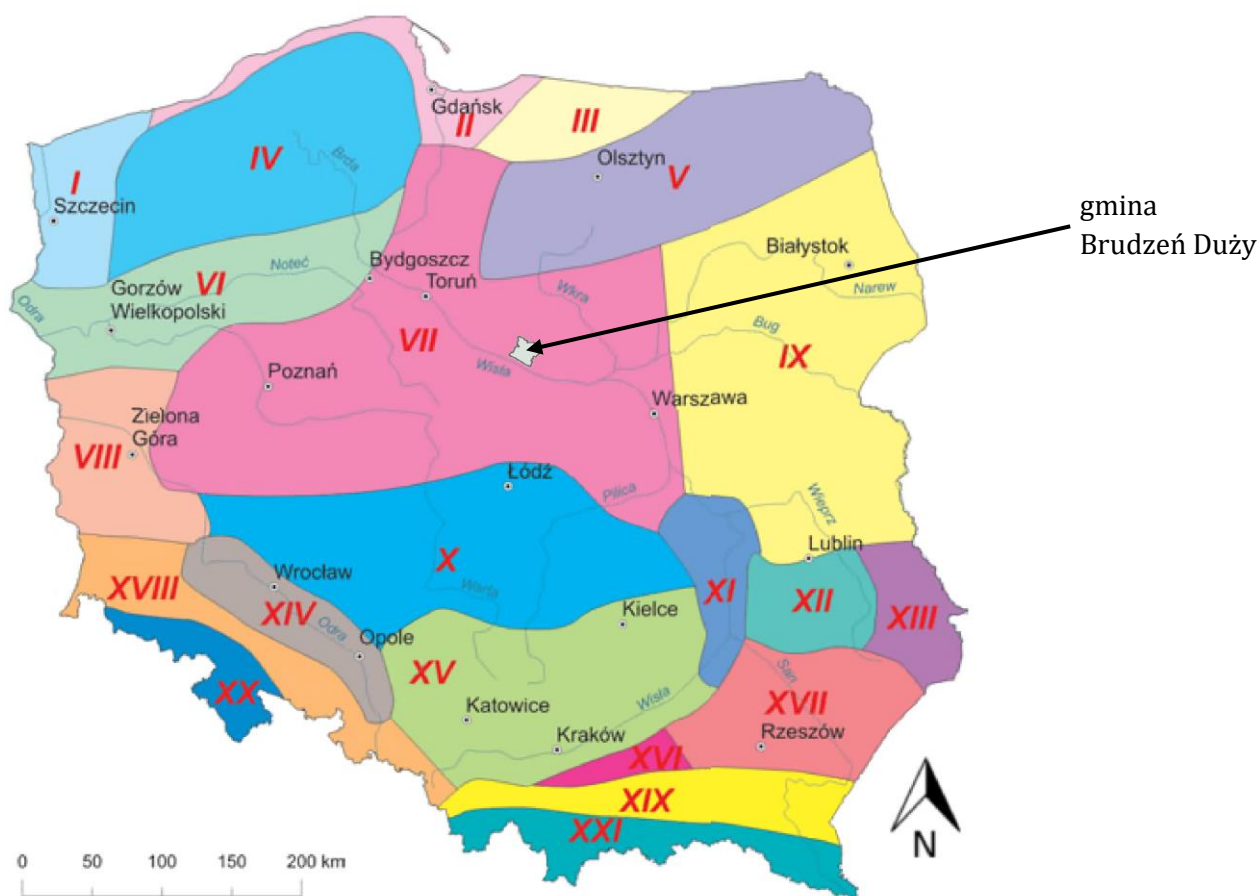 Gdańsk
II
III
IV
Brda
Olsztyn
V
I
Szczecin
gmina
Brudzeń Duży
Białystok
Narew
Bydgoszcz
Toruń
Noteć
VI
Gorzów
Wielkopolski
Odra
Wkra
Bug
VII
Wisła
IX
Poznań
Warszawa
Zielona
Góra
VIII
Łódź
Pilica
Wieprz
Lublin
X
Warta
Wrocław
XVIII
XIV
Odra
Opole
Kielce
XI
XII
XIII
XV
XX
Katowice
Kraków
Wisła
San
XVII
Rzeszów
XVI
XIX
XXI
N
0 50 100 150 200 km